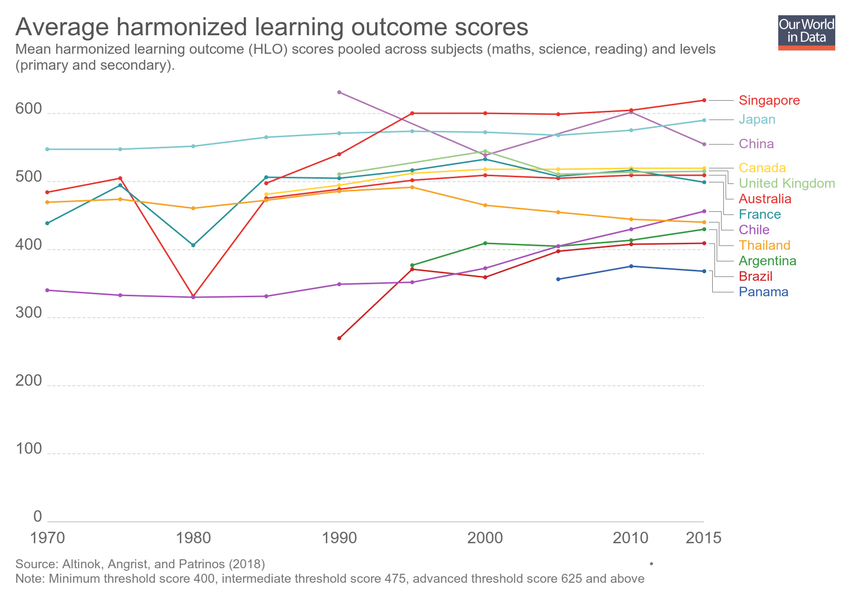 Average harmonized learning outcome scores
Our World
in Data
Mean harmonized learning outcome (HLO) scores pooled across subjects (maths, science, reading) and levels
(primary and secondary).
600
500
400
300
200
100
0
1970
1980
1990
2000
2010
2015
Singapore
Japan
China
Canada
United Kingdom
Australia
France
Chile
Thailand
Argentina
Brazil
Panama
Source: Altinok, Angrist, and Patrinos (2018)
Note: Minimum threshold score 400, intermediate threshold score 475, advanced threshold score 625 and above